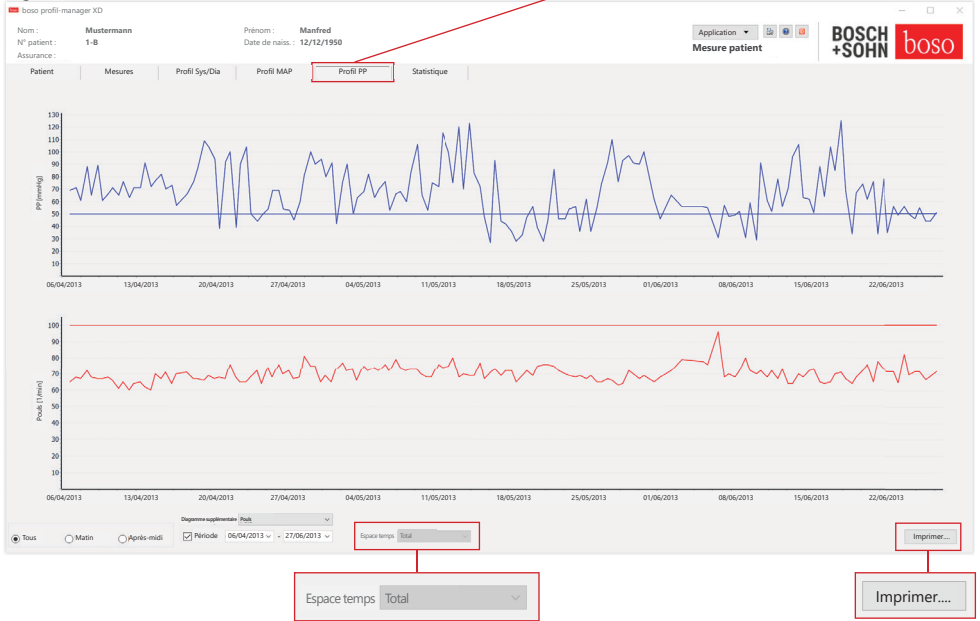 boso boso profil-manager XD
Nom : Mustermann Prénom : Manfred
N° patient : 1-B Date de naiss. : 12/12/1950
Assurance :
Application
Mesure patient
BOSCH
+SOHN
boso
Patient Mesures Profil Sys/Dia Profil MAP Profil PP Statistique
PP [mmHg]
130
120
110
100
90
80
70
60
50
40
30
20
10
06/04/2013 13/04/2013 20/04/2013 27/04/2013 04/05/2013 11/05/2013 18/05/2013 25/05/2013 01/06/2013 08/06/2013 15/06/2013 22/06/2013
Pouls [1/min]
100
90
80
70
60
50
40
30
20
10
06/04/2013 13/04/2013 20/04/2013 27/04/2013 04/05/2013 11/05/2013 18/05/2013 25/05/2013 01/06/2013 08/06/2013 15/06/2013 22/06/2013
Diagramme supplémentaire Pouls
Tous Matin Après-midi Période 06/04/2013 - 27/06/2013 Espace temps Total Imprimer....
Espace temps Total
Imprimer....